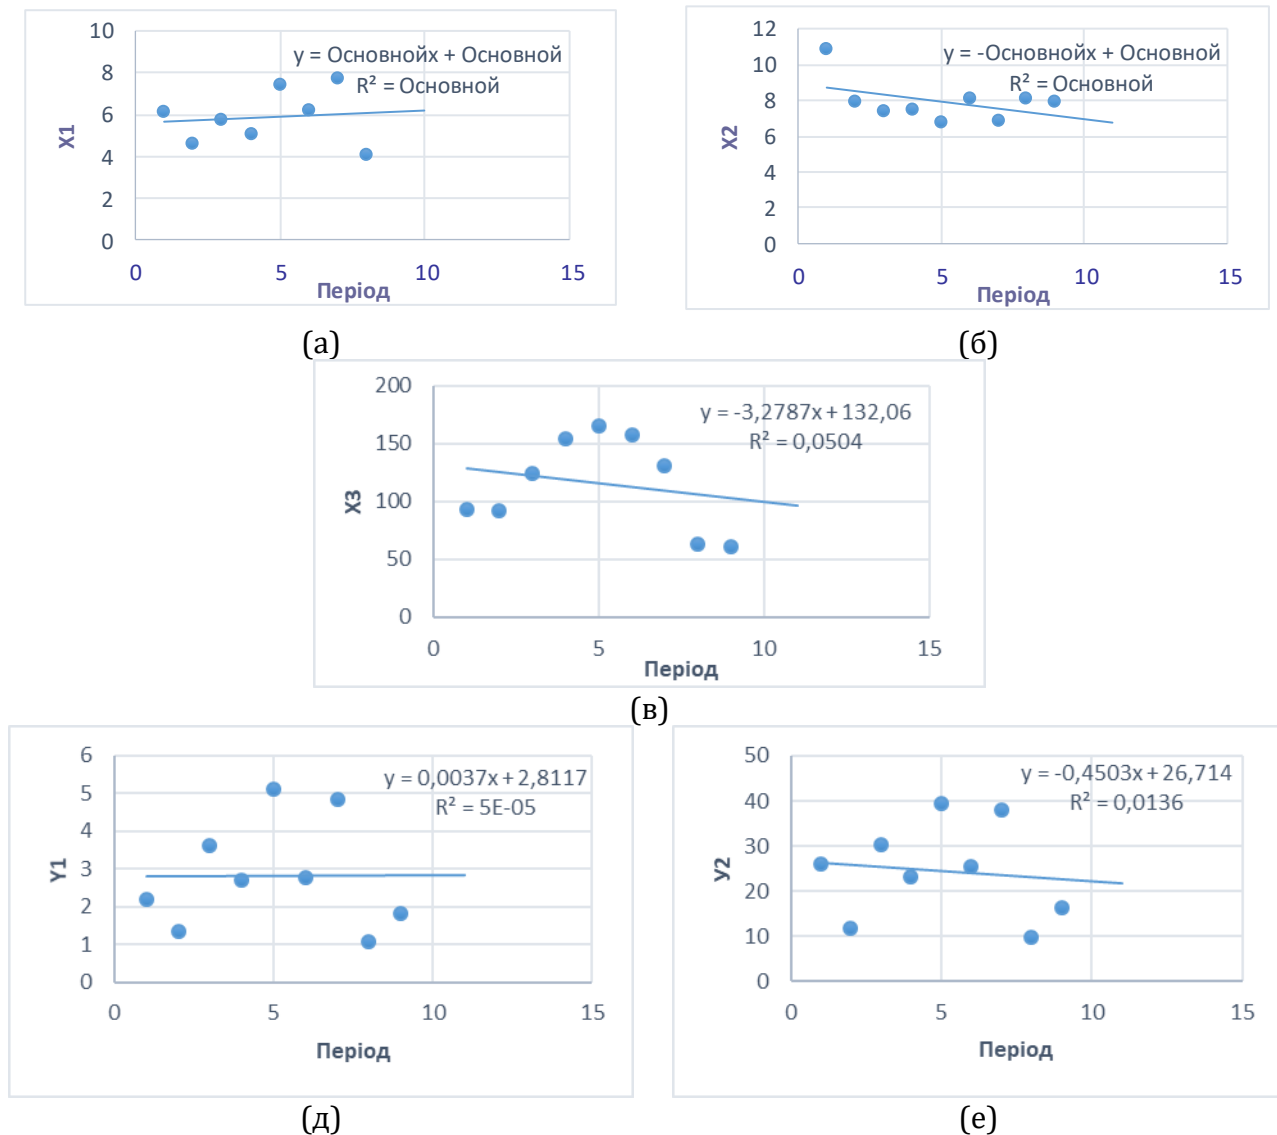 10
8
6
4
2
0
X1
y = Основнойx + Основной
R² = Основной
0 5 10 15
Період
(а)
12
10
8
6
4
2
0
X2
y = -Основнойx + Основной
R² = Основной
0 5 10 15
Період
(б)
200
150
100
50
0
X3
y = -3,2787x + 132,06
R² = 0,0504
0 5 10 15
Період
(в)
6
5
4
3
2
1
0
Y1
y = 0,0037x + 2,8117
R² = 5E-05
0 5 10 15
Період
(д)
50
40
30
20
10
0
У2
y = -0,4503x + 26,714
R² = 0,0136
0 5 10 15
Період
(е)